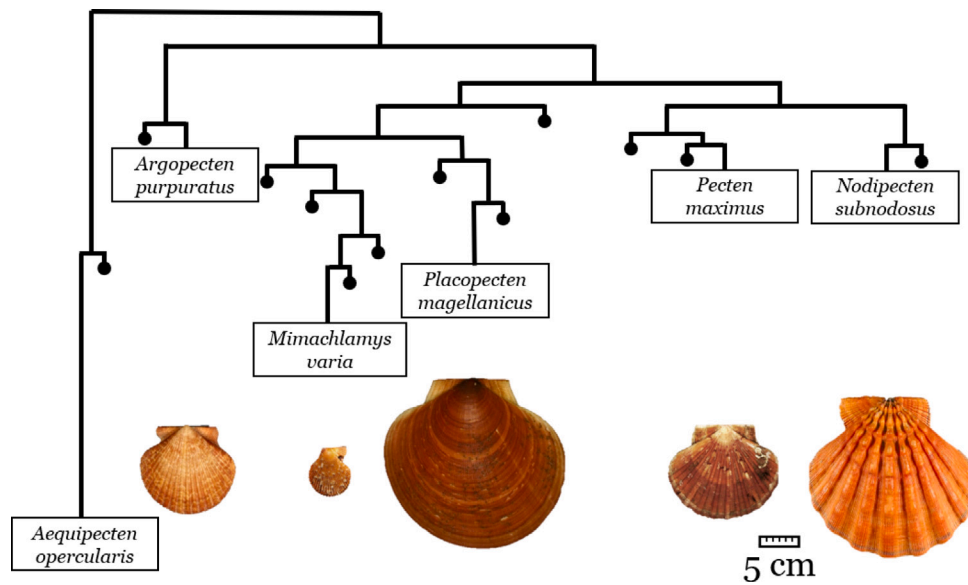 Argopecten
purpuratus
Pecten
maximus
Nodipecten
subnodosus
Placopecten
magellanicus
Mimachlamys
varia
Aequipecten
opercularis
5 cm